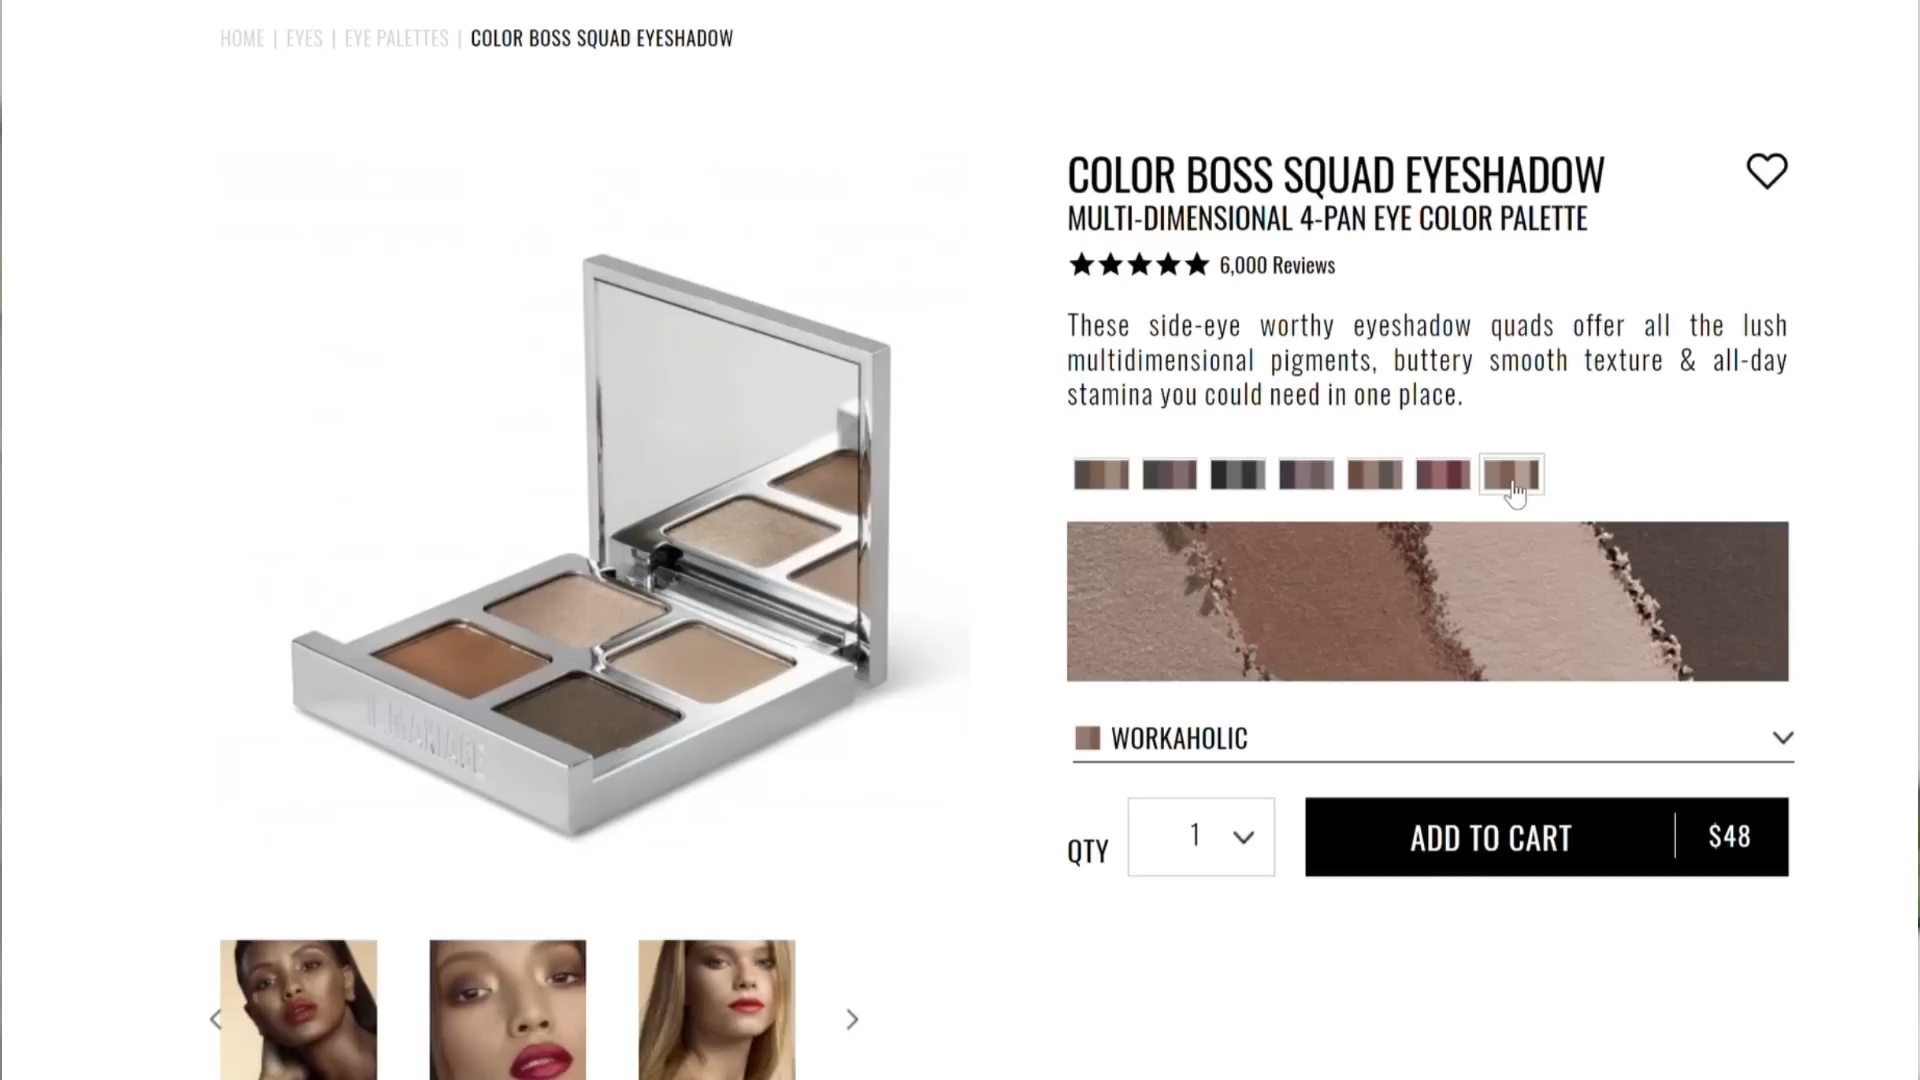 HOME | EYES | EYE PALETTES | COLOR BOSS SQUAD EYESHADOW
COLOR BOSS SQUAD EYESHADOW
MULTI-DIMENSIONAL 4-PAN EYE COLOR PALETTE
6,000 Reviews
These side-eye worthy eyeshadow quads offer all the lush
multidimensional pigments, buttery smooth texture & all-day
stamina you could need in one place.
IL MAKIAGE
WORKAHOLIC
QTY 1 ADD TO CART $48